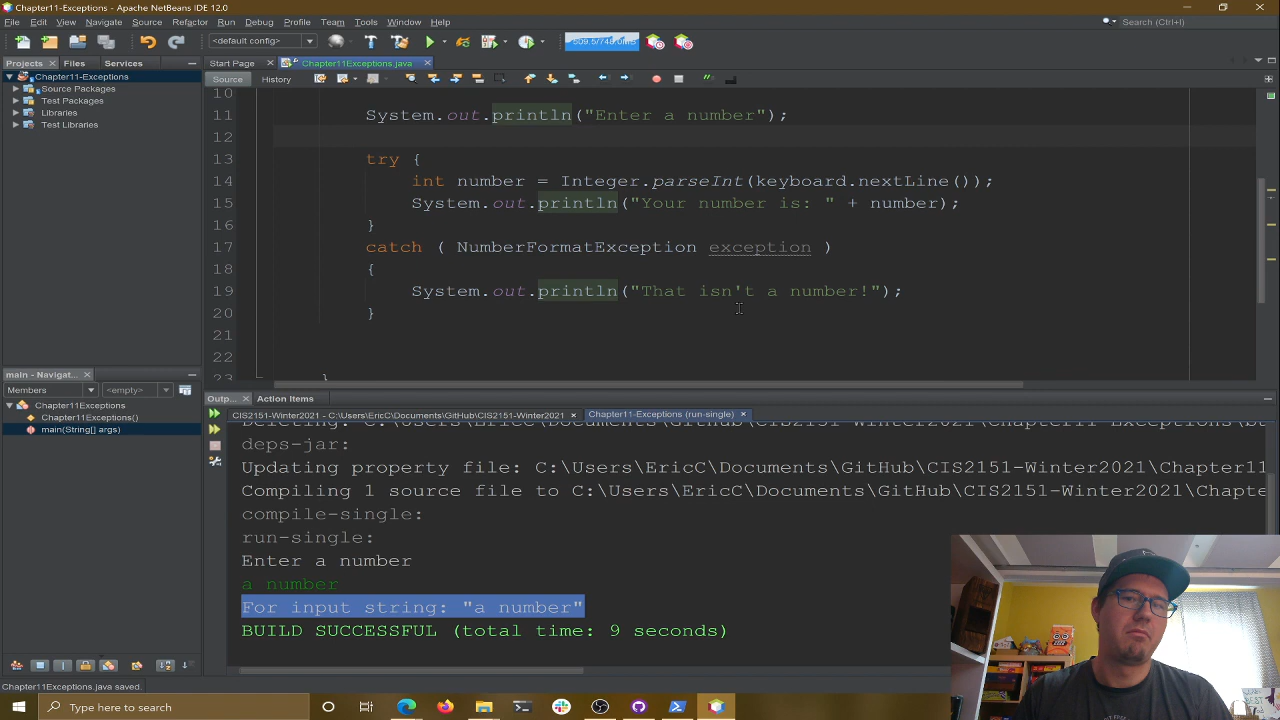 Chapter11-Exceptions - Apache NetBeans IDE 12.0
File Edit View Navigate Source Refactor Run Debug Profile Team Tools Window Help
Search (Ctrl+I)
<default config>
Projects Files Services
Start Page Chapter11Exceptions.java
Source History
Chapter11-Exceptions
Source Packages
Test Packages
Libraries
Test Libraries
10
11 System.out.println("Enter a number");
12
13 try {
14 int number = Integer.parseInt(keyboard.nextLine());
15 System.out.println("Your number is: " + number);
16 }
17 catch ( NumberFormatException exception )
18 {
19 System.out.println("That isn't a number!");
20 }
21
22
23 }
main - Navigat...
Members <empty>
Chapter11Exceptions
Chapter11Exceptions()
main(String[] args)
Outp... Action Items
CIS2151-Winter2021 - C:\Users\EricC\Documents\GitHub\CIS2151-Winter2021 Chapter11-Exceptions (run-single)
Deleting: C:\Users\EricC\Documents\GitHub\CIS2151-Winter2021\Chapter11-Exceptions\b
deps-jar:
Updating property file: C:\Users\EricC\Documents\GitHub\CIS2151-Winter2021\Chapter11
Compiling 1 source file to C:\Users\EricC\Documents\GitHub\CIS2151-Winter2021\Chapte
compile-single:
run-single:
Enter a number
a number
For input string: "a number"
BUILD SUCCESSFUL (total time: 9 seconds)
Chapter11Exceptions.java saved.
Type here to search